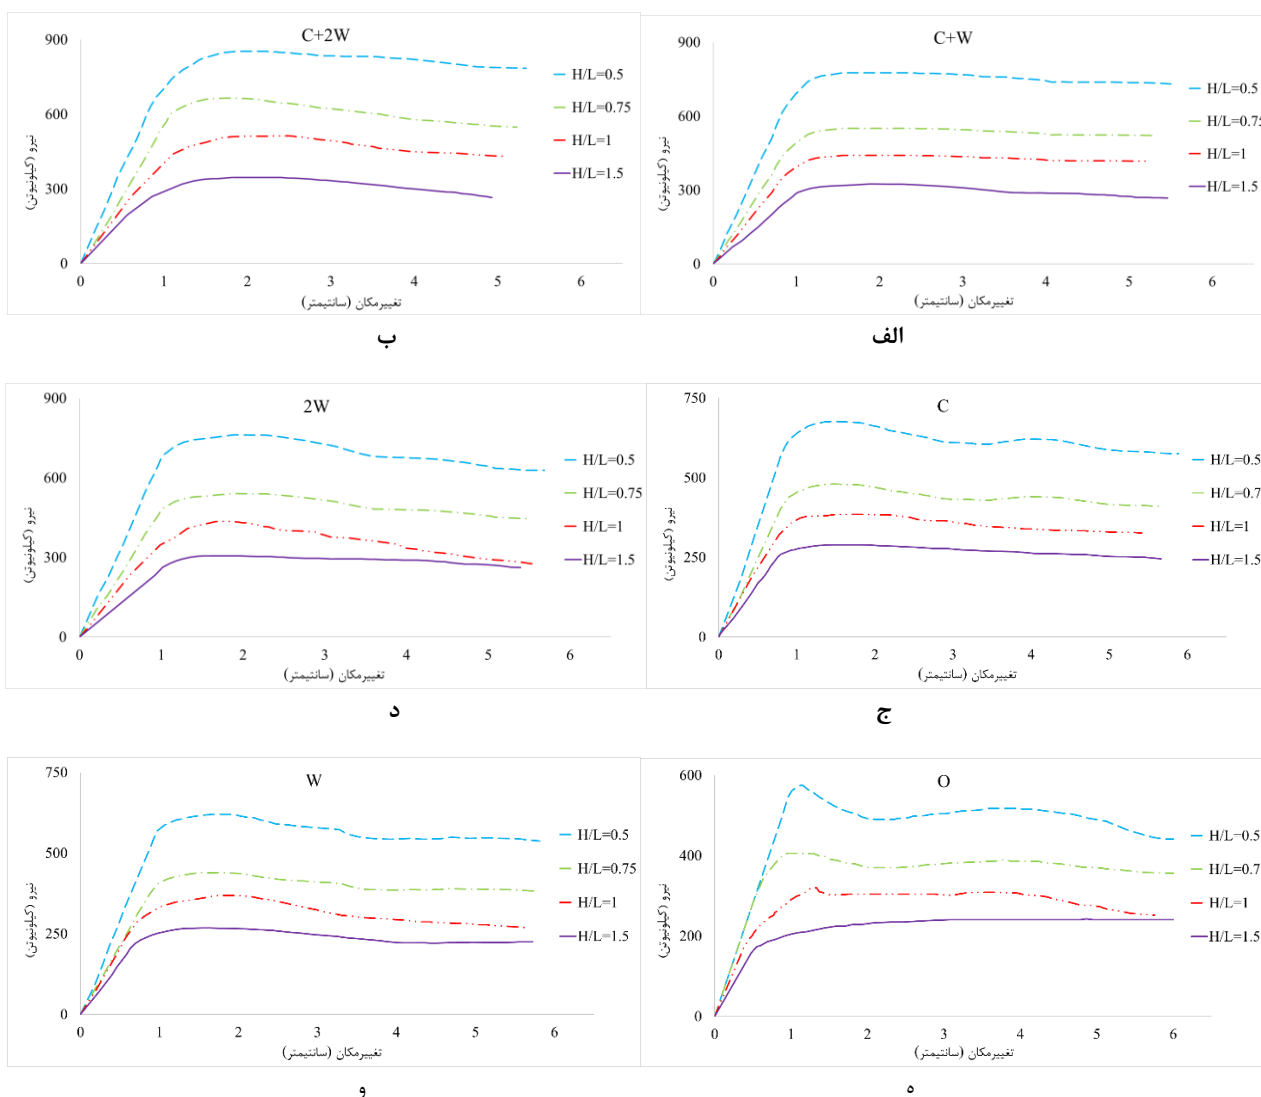 C+W
900
600
300
0
نیرو (کیلونیوتن)
0 1 2 3 4 5 6
تغییرمکان (سانتیمتر)
H/L=0.5
H/L=0.75
H/L=1
H/L=1.5
الف
C+2W
900
600
300
0
نیرو (کیلونیوتن)
0 1 2 3 4 5 6
تغییرمکان (سانتیمتر)
H/L=0.5
H/L=0.75
H/L=1
H/L=1.5
ب
C
750
500
250
0
نیرو (کیلونیوتن)
0 1 2 3 4 5 6
تغییرمکان (سانتیمتر)
H/L=0.5
H/L=0.7
H/L=1
H/L=1.5
ج
2W
900
600
300
0
نیرو (کیلونیوتن)
0 1 2 3 4 5 6
تغییرمکان (سانتیمتر)
H/L=0.5
H/L=0.75
H/L=1
H/L=1.5
د
O
600
400
200
0
نیرو (کیلونیوتن)
0 1 2 3 4 5 6
تغییرمکان (سانتیمتر)
H/L=0.5
H/L=0.7
H/L=1
H/L=1.5
ه
W
750
500
250
0
نیرو (کیلونیوتن)
0 1 2 3 4 5 6
تغییرمکان (سانتیمتر)
H/L=0.5
H/L=0.75
H/L=1
H/L=1.5
و